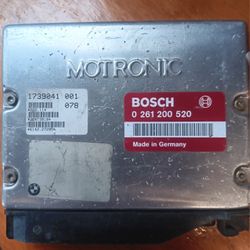 MOTRONIC
1739041 001
078
BOSCH
0 261 200 520
Made in Germany